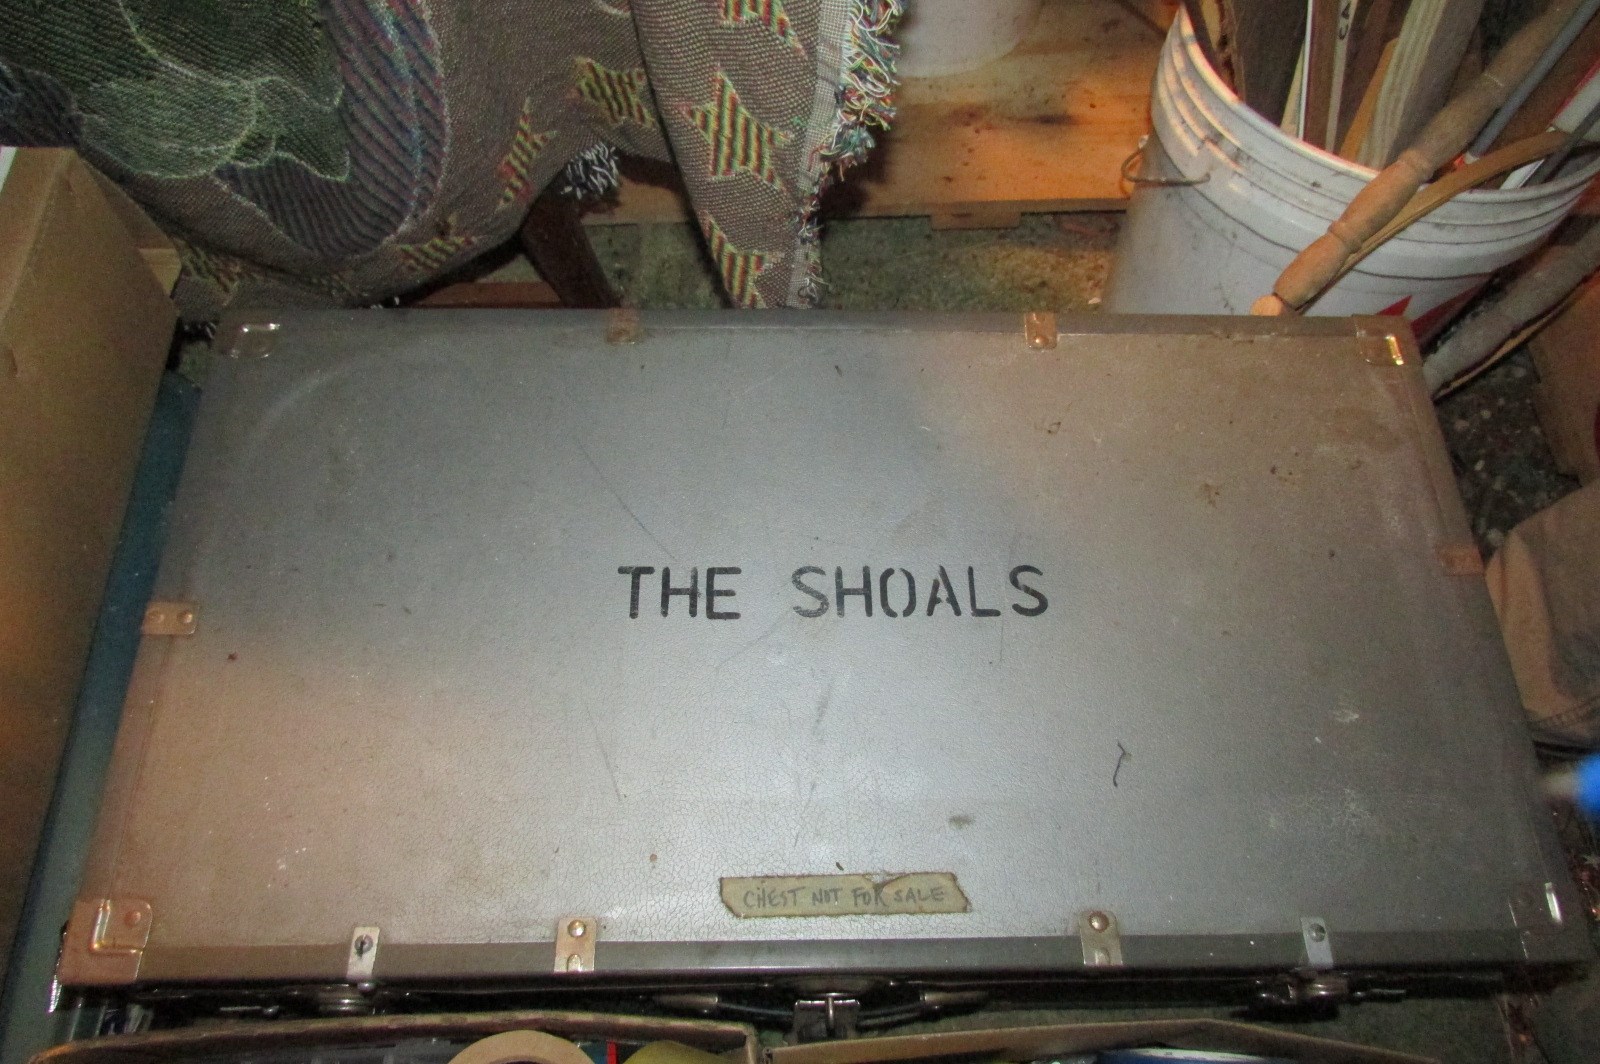 THE SHOALS
CHEST NOT FOR SALE